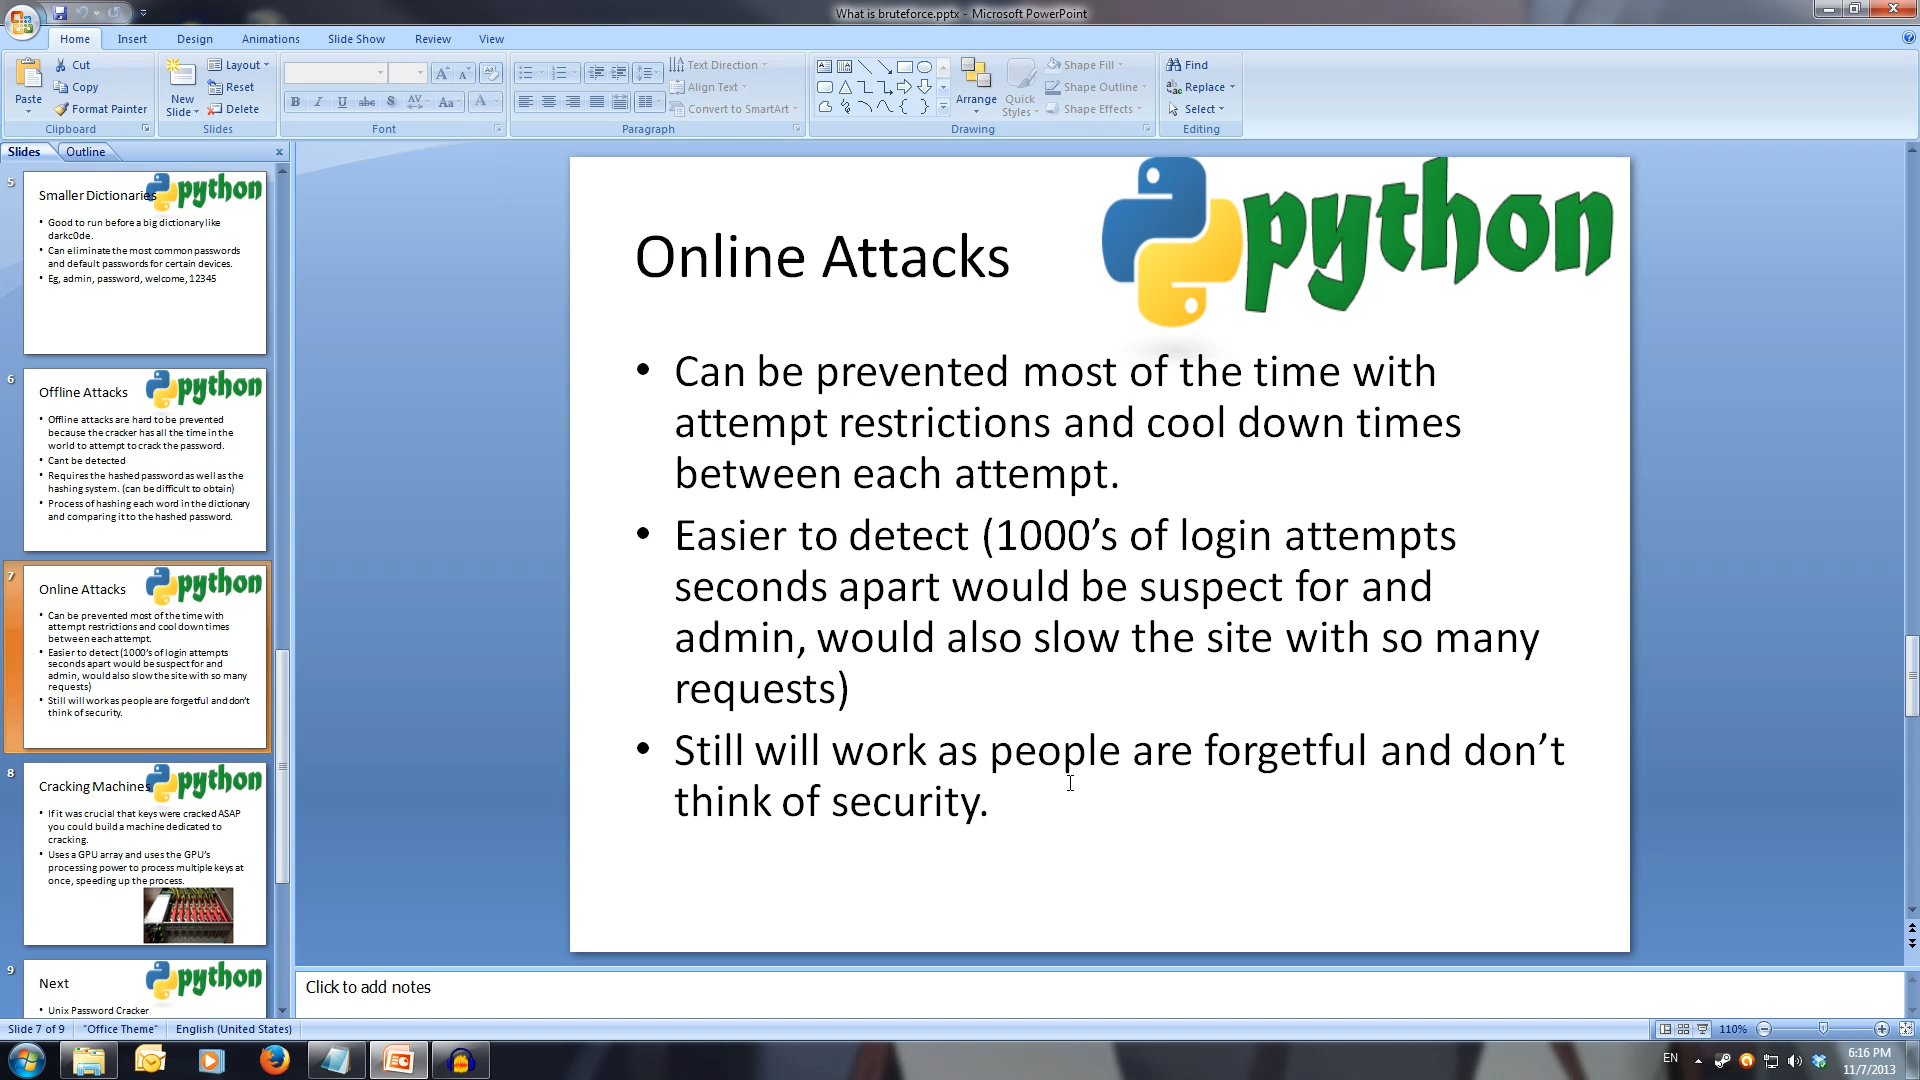 What is bruteforce.pptx - Microsoft PowerPoint
Home Insert Design Animations Slide Show Review View
Paste
Cut
Copy
Format Painter
Clipboard
New Slide
Layout
Reset
Delete
Slides
B I U abc S AV Aa A
Font
Text Direction
Align Text
Convert to SmartArt
Paragraph
Arrange
Quick Styles
Shape Fill
Shape Outline
Shape Effects
Drawing
Find
Replace
Select
Editing
Slides Outline
5
Smaller Dictionaries
python
• Good to run before a big dictionary like
darkc0de.
• Can eliminate the most common passwords
and default passwords for certain devices.
• Eg, admin, password, welcome, 12345
6
Offline Attacks
python
• Offline attacks are hard to be prevented
because the cracker has all the time in the
world to attempt to crack the password.
• Cant be detected
• Requires the hashed password as well as the
hashing system. (can be difficult to obtain)
• Process of hashing each word in the dictionary
and comparing it to the hashed password.
7
Online Attacks
python
• Can be prevented most of the time with
attempt restrictions and cool down times
between each attempt.
• Easier to detect (1000's of login attempts
seconds apart would be suspect for and
admin, would also slow the site with so many
requests)
• Still will work as people are forgetful and don't
think of security.
8
Cracking Machines
python
• If it was crucial that keys were cracked ASAP
you could build a machine dedicated to
cracking.
• Uses a GPU array and uses the GPU's
processing power to process multiple keys at
once, speeding up the process.
9
Next
python
• Unix Password Cracker
Online Attacks
python
• Can be prevented most of the time with
attempt restrictions and cool down times
between each attempt.
• Easier to detect (1000’s of login attempts
seconds apart would be suspect for and
admin, would also slow the site with so many
requests)
• Still will work as people are forgetful and don’t
think of security.
Click to add notes
Slide 7 of 9 "Office Theme" English (United States)
110%
EN
6:16 PM
11/7/2013